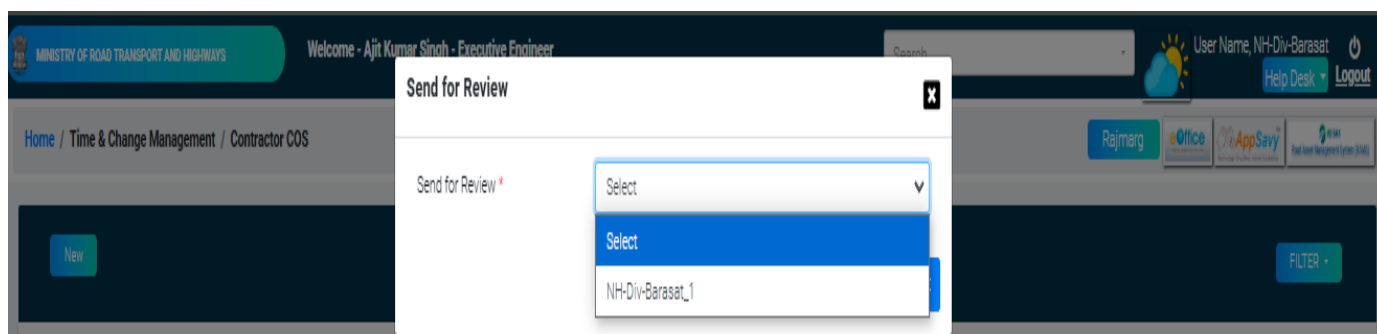 MINISTRY OF ROAD TRANSPORT AND HIGHWAYS
Welcome - Ajit Kumar Singh - Executive Engineer
Search
User Name, NH-Div-Barasat
Help Desk
Logout
Send for Review
Home / Time & Change Management / Contractor COS
Rajmarg
eOffice
AppSavy
Send for Review *
Select
Select
NH-Div-Barasat_1
New
FILTER